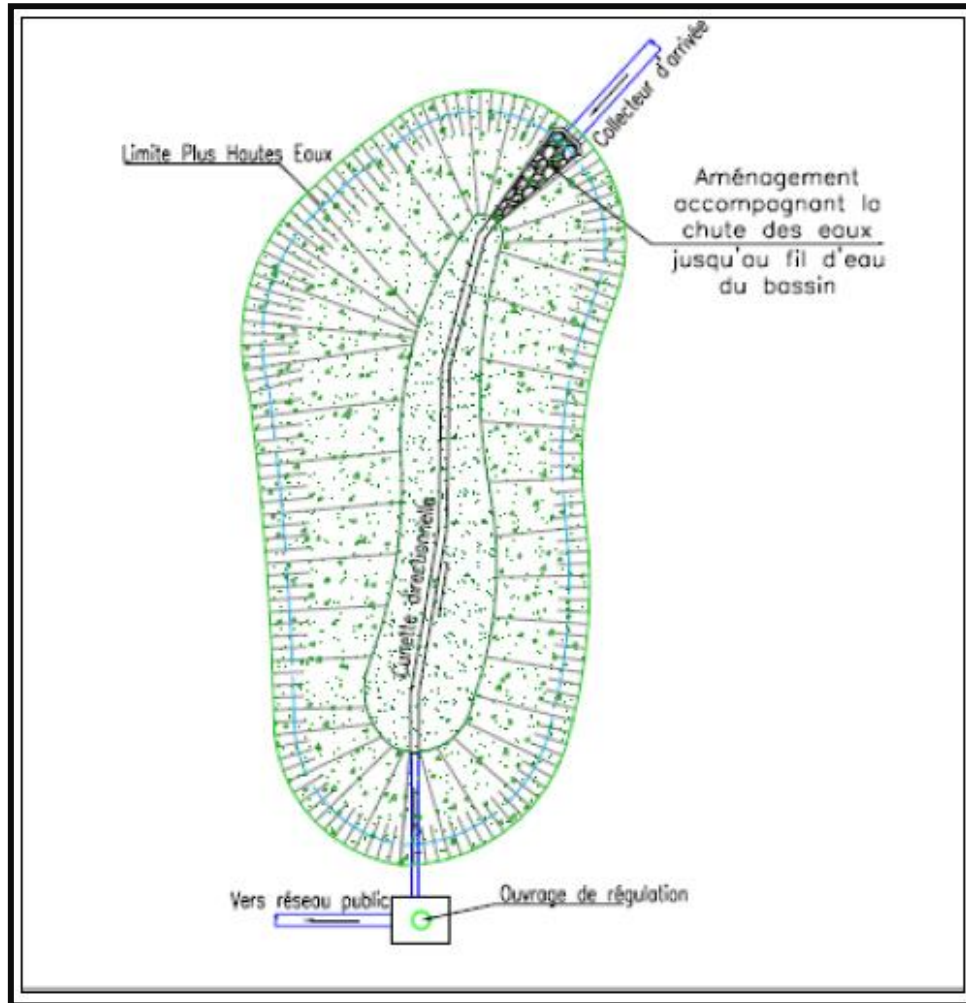 Collecteur d'arrivée
Limite Plus Hautes Eaux
Aménagement
accompagnant la
chute des eaux
jusqu'au fil d'eau
du bassin
Cunette directionnelle
Vers réseau public
Ouvrage de régulation